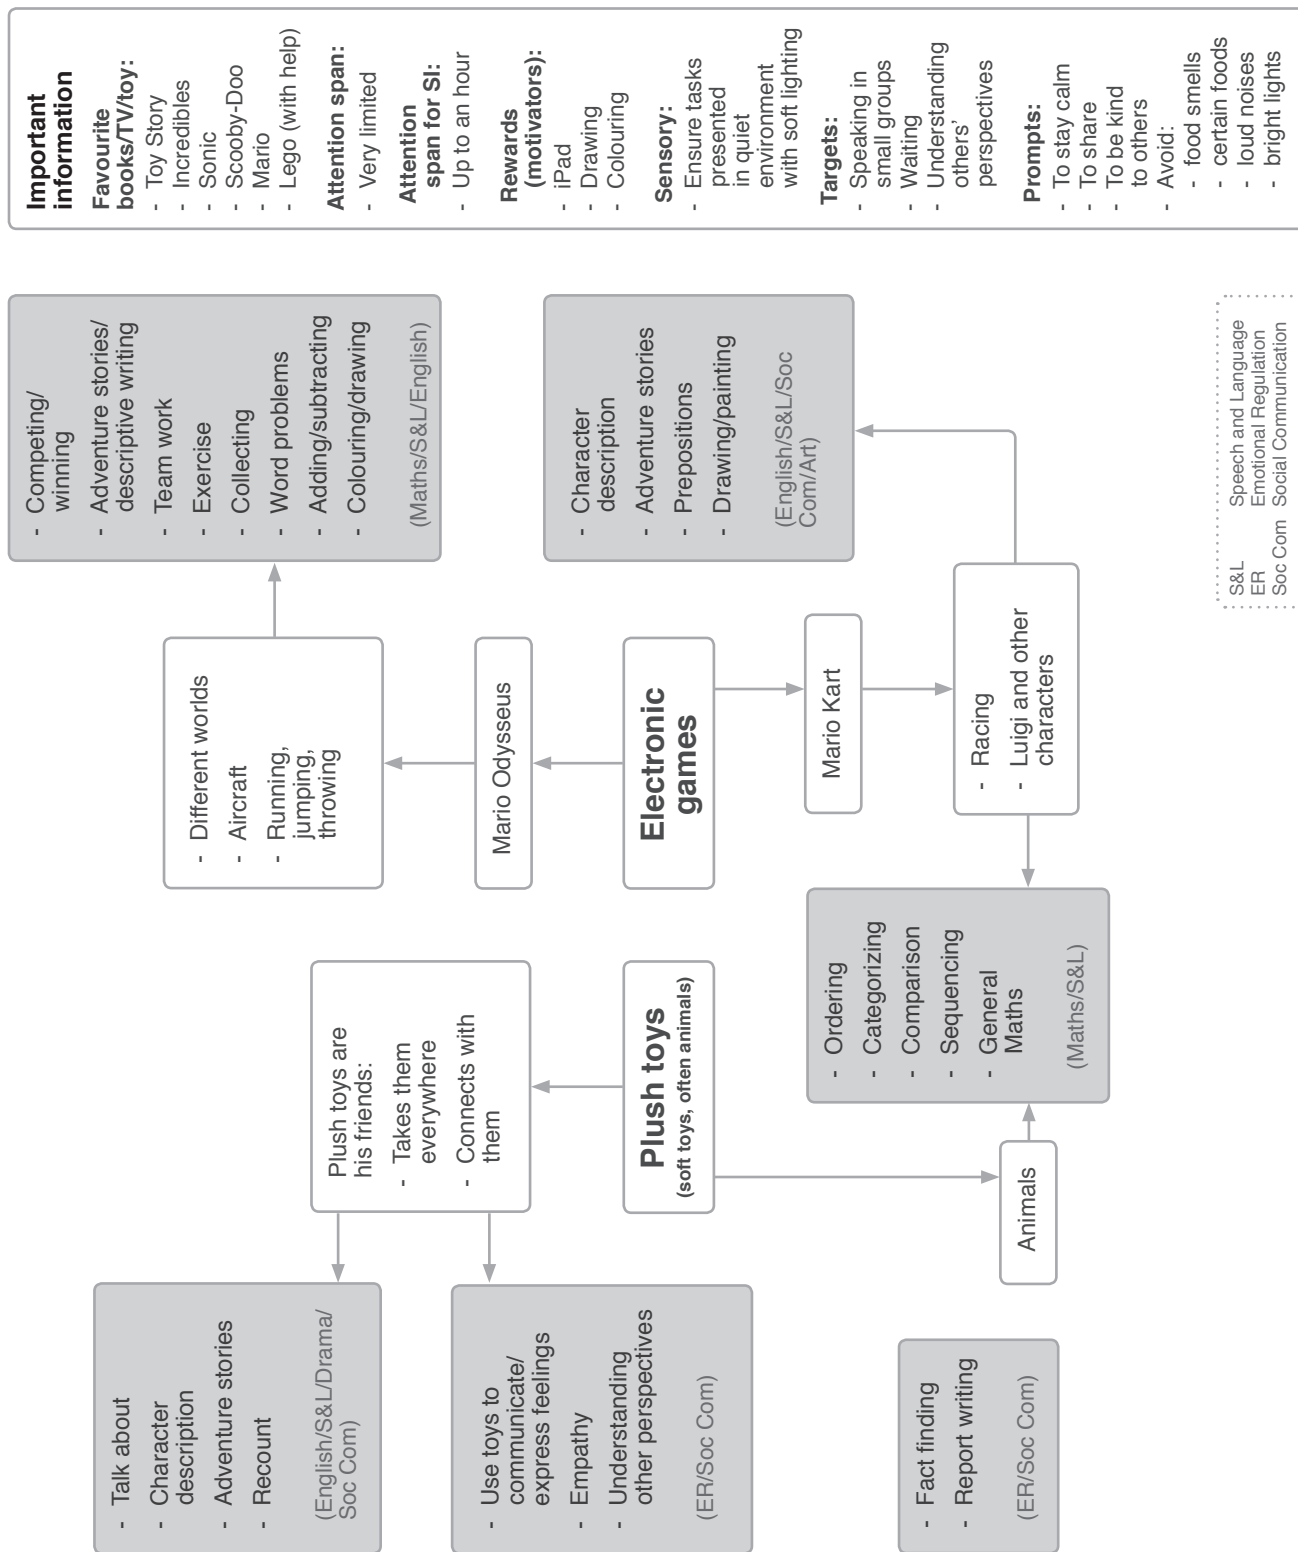 - Talk about
- Character
description
- Adventure stories
- Recount
(English/S&L/Drama/
Soc Com)
- Use toys to
communicate/
express feelings
- Empathy
- Understanding
other perspectives
(ER/Soc Com)
- Fact finding
- Report writing
(ER/Soc Com)
Plush toys are
his friends:
- Takes them
everywhere
- Connects with
them
Plush toys
(soft toys, often animals)
Animals
- Ordering
- Categorizing
- Comparison
- Sequencing
- General
Maths
(Maths/S&L)
- Different worlds
- Aircraft
- Running,
jumping,
throwing
Mario Odysseus
Electronic
games
Mario Kart
- Racing
- Luigi and other
characters
- Competing/
winning
- Adventure stories/
descriptive writing
- Team work
- Exercise
- Collecting
- Word problems
- Adding/subtracting
- Colouring/drawing
(Maths/S&L/English)
- Character
description
- Adventure stories
- Prepositions
- Drawing/painting
(English/S&L/Soc
Com/Art)
S&L Speech and Language
ER Emotional Regulation
Soc Com Social Communication
Important
information
Favourite
books/TV/toy:
- Toy Story
- Incredibles
- Sonic
- Scooby-Doo
- Mario
- Lego (with help)
Attention span:
- Very limited
Attention
span for SI:
- Up to an hour
Rewards
(motivators):
- iPad
- Drawing
- Colouring
Sensory:
- Ensure tasks
presented
in quiet
environment
with soft lighting
Targets:
- Speaking in
small groups
- Waiting
- Understanding
others'
perspectives
Prompts:
- To stay calm
- To share
- To be kind
to others
- Avoid:
- food smells
- certain foods
- loud noises
- bright lights